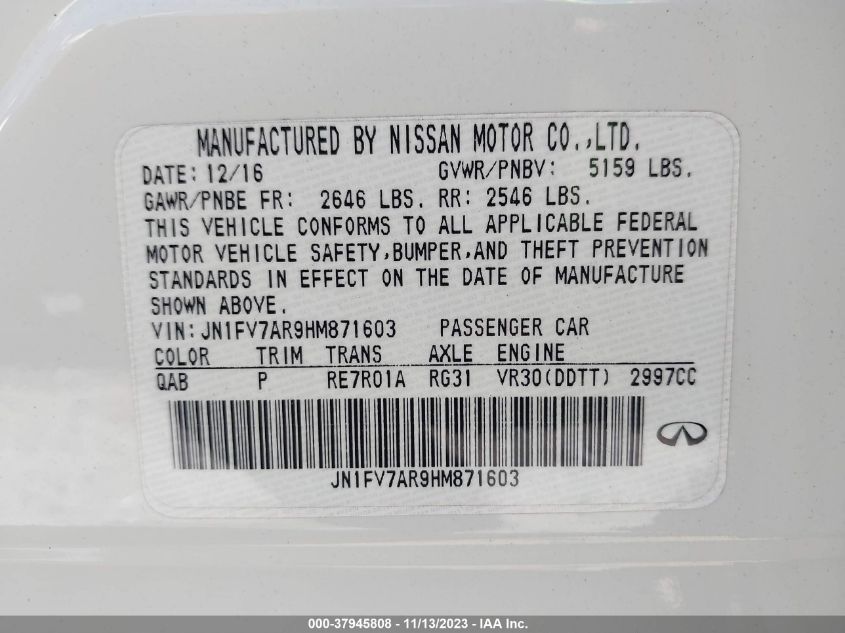 MANUFACTURED BY NISSAN MOTOR CO.,LTD.
DATE: 12/16 GVWR/PNBV: 5159 LBS.
GAWR/PNBE FR: 2646 LBS. RR: 2546 LBS.
THIS VEHICLE CONFORMS TO ALL APPLICABLE FEDERAL
MOTOR VEHICLE SAFETY,BUMPER,AND THEFT PREVENTION
STANDARDS IN EFFECT ON THE DATE OF MANUFACTURE
SHOWN ABOVE.
VIN: JN1FV7AR9HM871603 PASSENGER CAR
COLOR TRIM TRANS AXLE ENGINE
QAB P RE7R01A RG31 VR30(DDTT) 2997CC
JN1FV7AR9HM871603
000-37945808 - 11/13/2023 - IAA Inc.